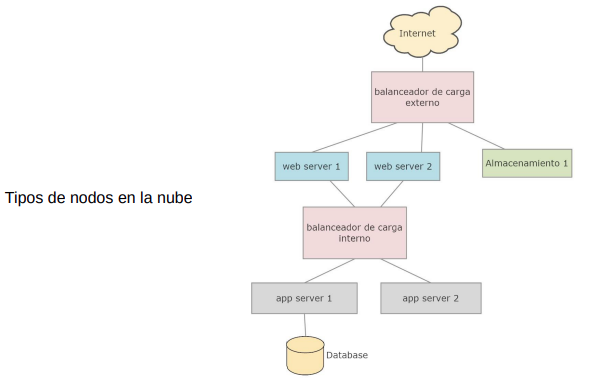 Internet
balanceador de carga
externo
web server 1
web server 2
Almacenamiento 1
Tipos de nodos en la nube
balanceador de carga
interno
app server 1
app server 2
Database